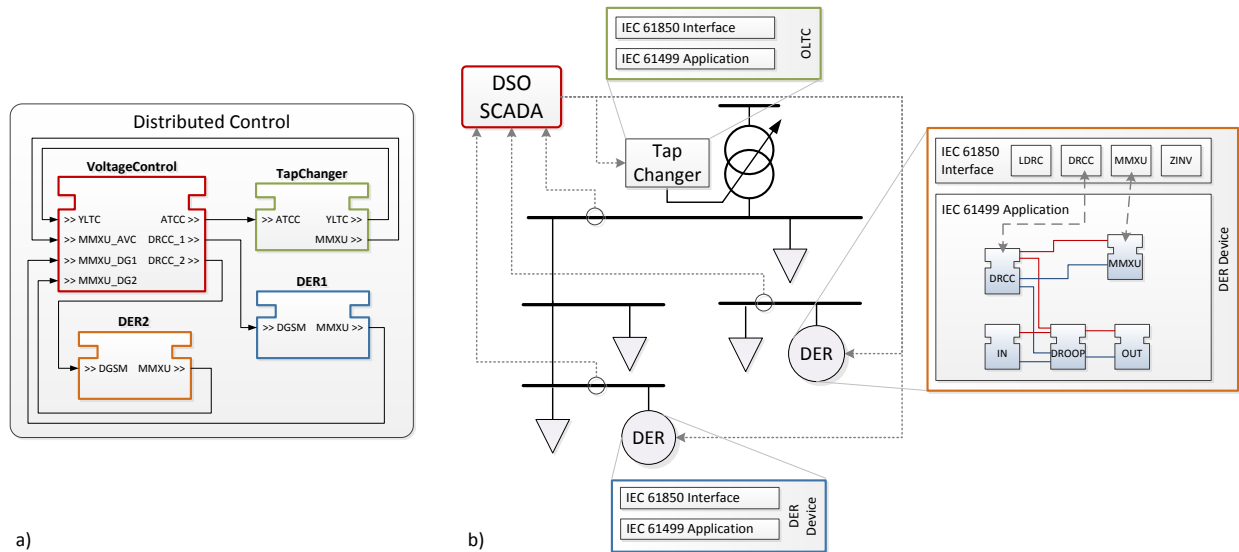 Distributed Control
VoltageControl
>> YLTC
ATCC >>
>> MMXU_AVC
DRCC_1 >>
>> MMXU_DG1
DRCC_2 >>
>> MMXU_DG2
TapChanger
>> ATCC
YLTC >>
MMXU >>
DER1
>> DGSM
MMXU >>
DER2
>> DGSM
MMXU >>
a)
IEC 61850 Interface
IEC 61499 Application
OLTC
DSO
SCADA
Tap
Changer
DER
DER
IEC 61850
Interface
LDRC
DRCC
MMXU
ZINV
IEC 61499 Application
DRCC
MMXU
IN
DROOP
OUT
DER Device
IEC 61850 Interface
IEC 61499 Application
DER
Device
b)